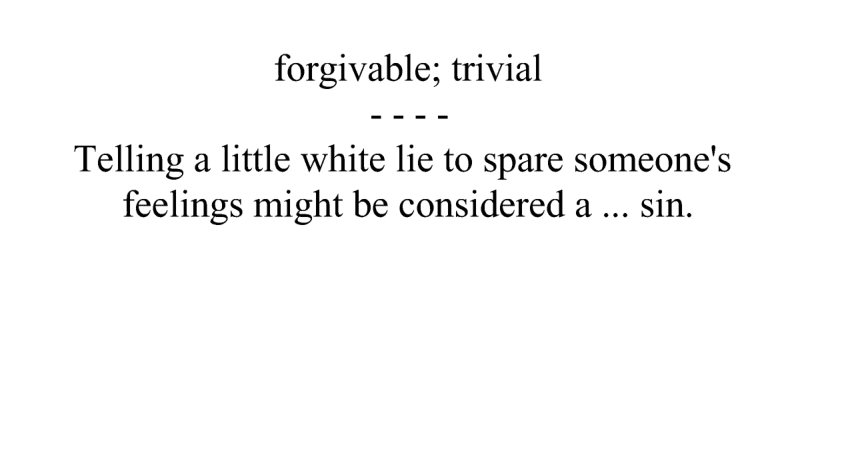 forgivable; trivial
- - - -
Telling a little white lie to spare someone's
feelings might be considered a ... sin.